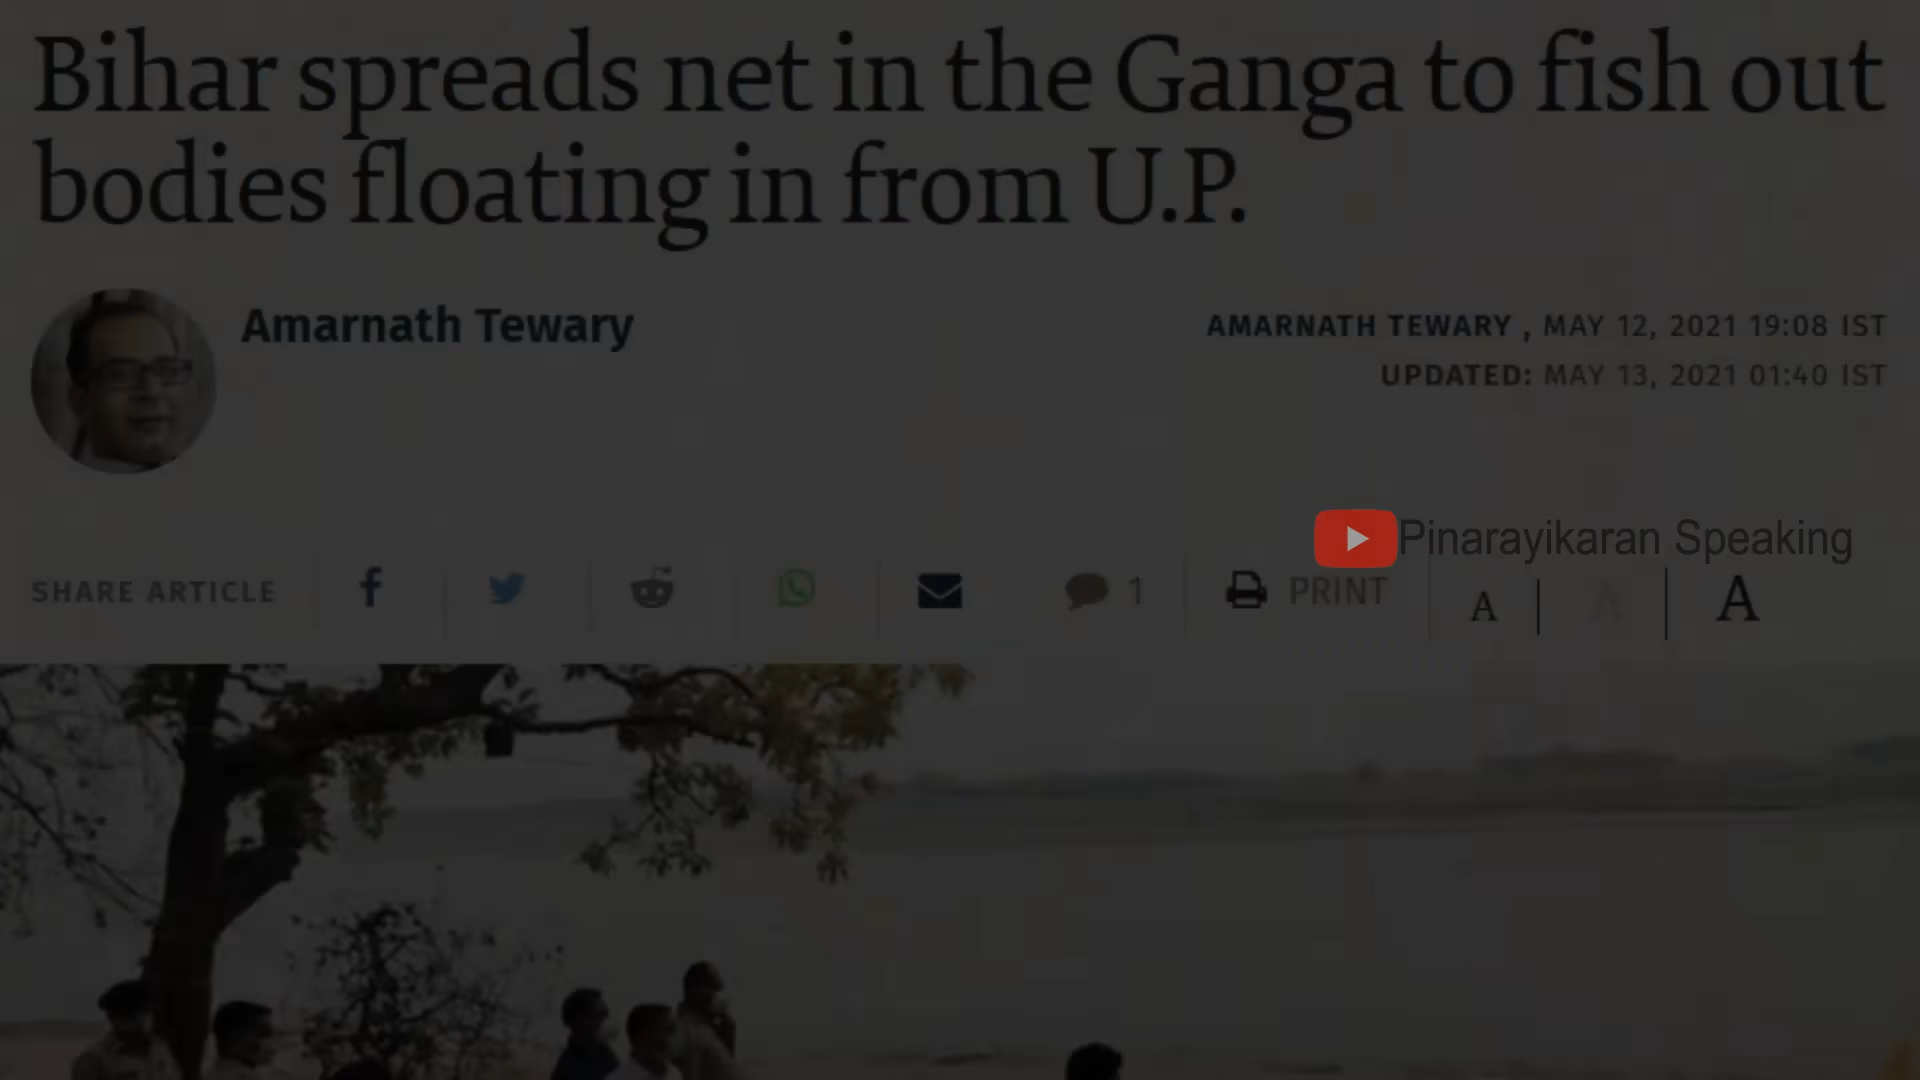 Bihar spreads net in the Ganga to fish out
bodies floating in from U.P.
Amarnath Tewary
AMARNATH TEWARY , MAY 12, 2021 19:08 IST
UPDATED: MAY 13, 2021 01:40 IST
Pinarayikaran Speaking
SHARE ARTICLE
1
PRINT
A
A
A